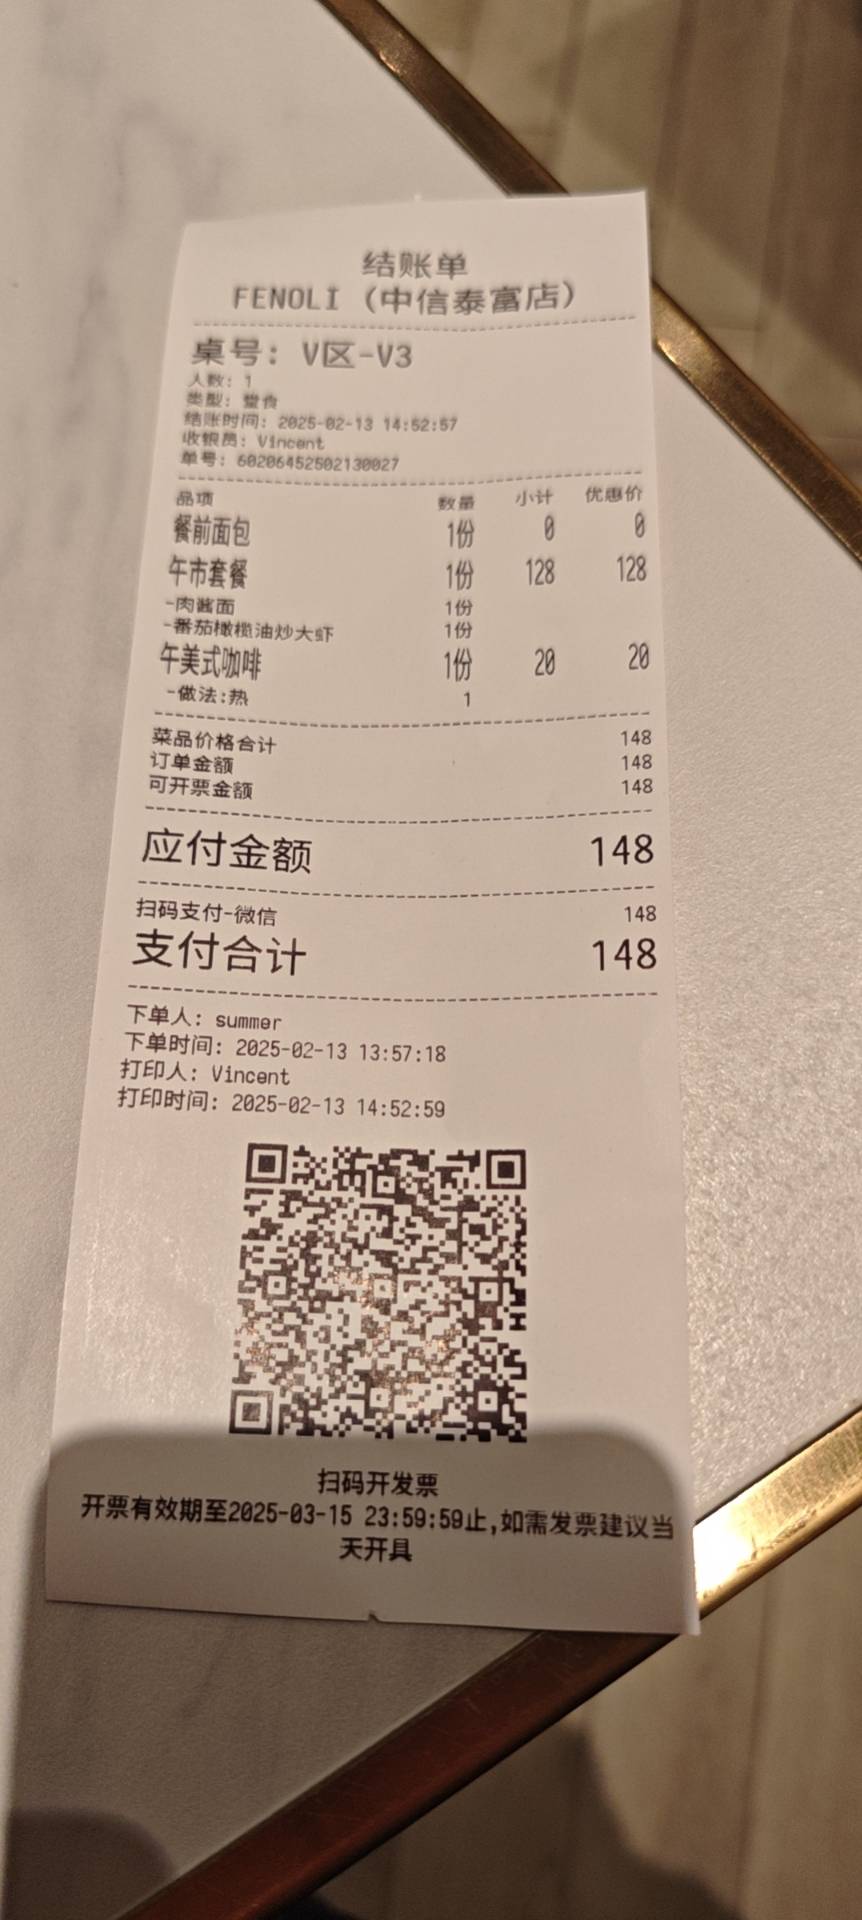 结账单
FENOLI（中信泰富店）
桌号: V区-V3
人数: 1
类型: 堂食
结账时间: 2025-02-13 14:52:57
收银员: Vincent
单号: 60206452502130027
品项 数量 小计 优惠价
餐前面包 1份 0 0
午市套餐 1份 128 128
-肉酱面 1份
-番茄橄榄油炒大虾 1份
午美式咖啡 1份 20 20
-做法:热 1
菜品价格合计 148
订单金额 148
可开票金额 148
应付金额 148
扫码支付-微信 148
支付合计 148
下单人: summer
下单时间: 2025-02-13 13:57:18
打印人: Vincent
打印时间: 2025-02-13 14:52:59
扫码开发票
开票有效期至2025-03-15 23:59:59止,如需发票建议当
天开具